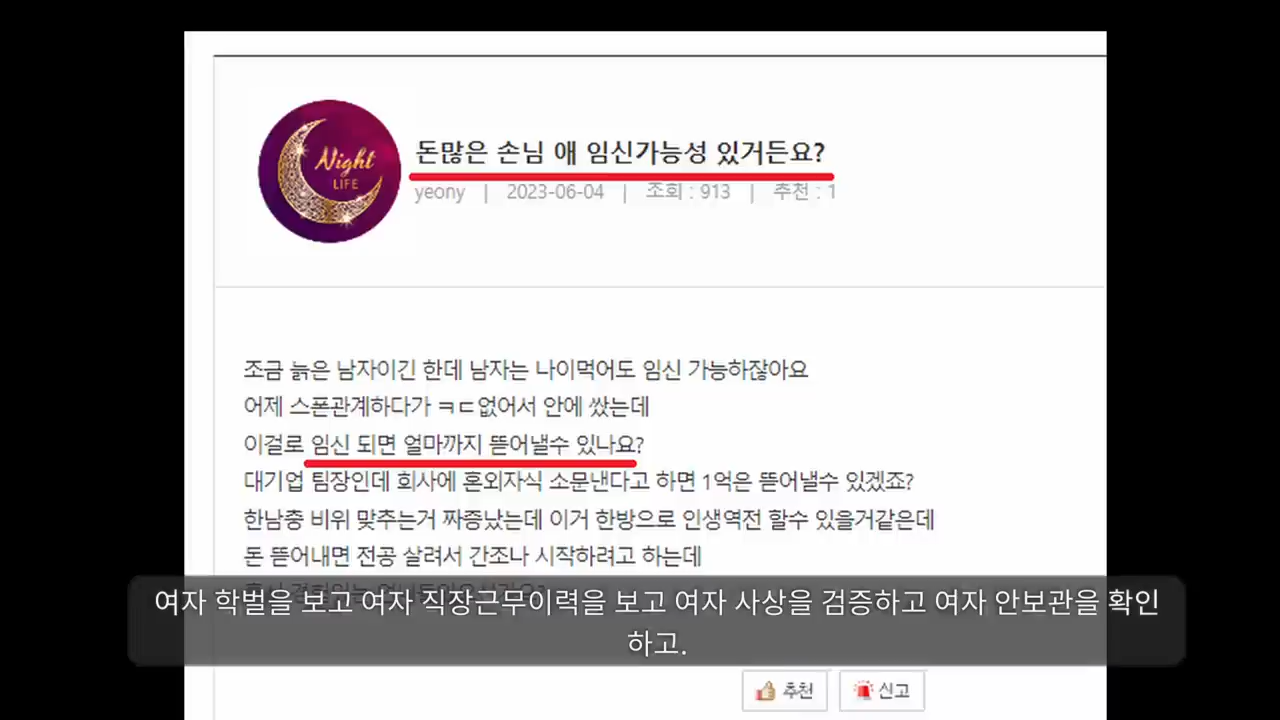 Night
LIFE
돈많은 손님 애 임신가능성 있거든요?
yeony | 2023-06-04 | 조회 : 913 | 추천 : 1
조금 늙은 남자이긴 한데 남자는 나이먹어도 임신 가능하잖아요
어제 스폰관계하다가 ㅋㄷ없어서 안에 쌌는데
이걸로 임신 되면 얼마까지 뜯어낼수 있나요?
대기업 팀장인데 회사에 혼외자식 소문낸다고 하면 1억은 뜯어낼수 있겠죠?
한남충 비위 맞추는거 짜증났는데 이거 한방으로 인생역전 할수 있을거같은데
돈 뜯어내면 전공 살려서 간조나 시작하려고 하는데
여자 학벌을 보고 여자 직장근무이력을 보고 여자 사상을 검증하고 여자 안보관을 확인
하고.
추천 신고